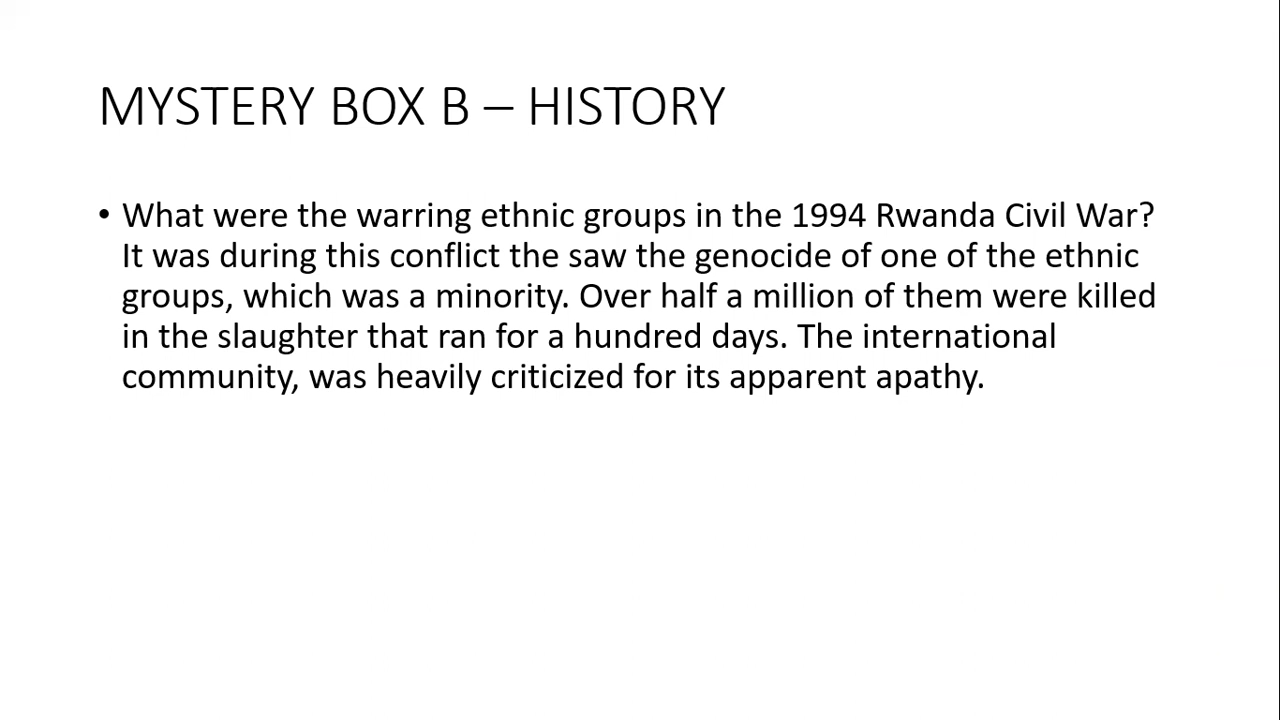 MYSTERY BOX B – HISTORY
• What were the warring ethnic groups in the 1994 Rwanda Civil War?
It was during this conflict the saw the genocide of one of the ethnic
groups, which was a minority. Over half a million of them were killed
in the slaughter that ran for a hundred days. The international
community, was heavily criticized for its apparent apathy.